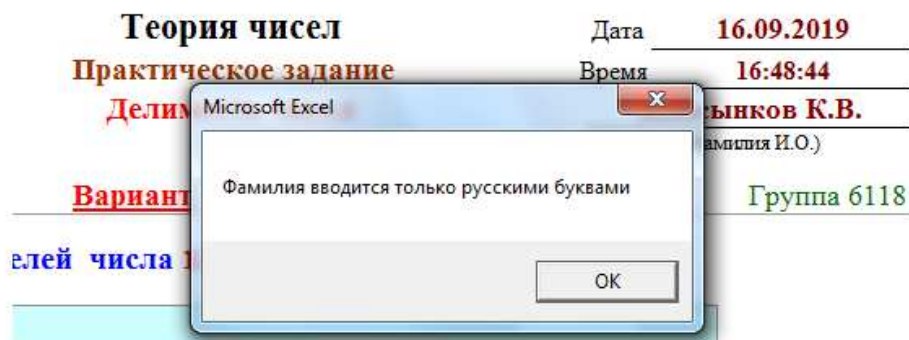 Теория чисел Дата 16.09.2019
Практическое задание Время 16:48:44
Microsoft Excel
амилия И.О.)
Фамилия вводится только русскими буквами
Вариант Группа 6118
елей числа
OK